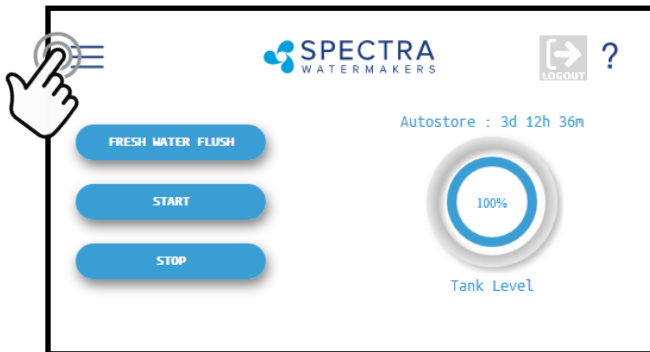 SPECTRA
WATERMAKERS
LOGOUT
?
Autostore : 3d 12h 36m
FRESH WATER FLUSH
START
100%
STOP
Tank Level